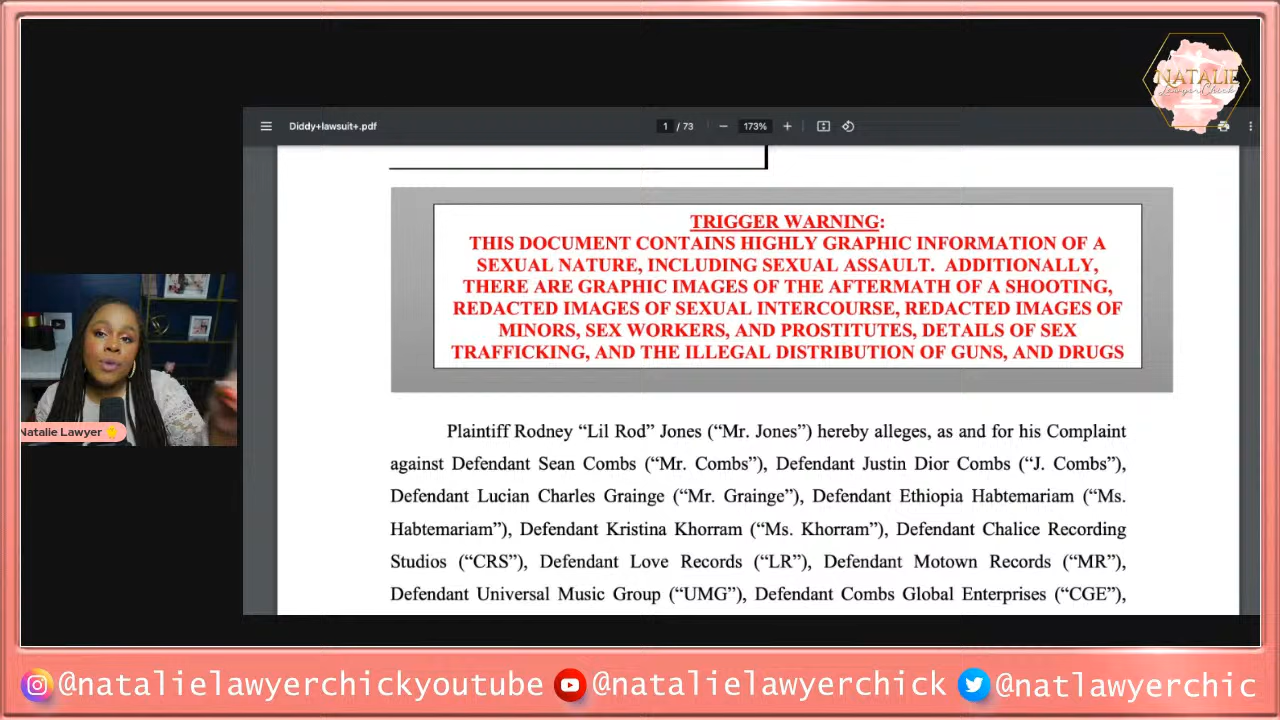 NATALIE
LawyerChick
Diddy+lawsuit+.pdf
1 / 73
173%
TRIGGER WARNING:
THIS DOCUMENT CONTAINS HIGHLY GRAPHIC INFORMATION OF A
SEXUAL NATURE, INCLUDING SEXUAL ASSAULT. ADDITIONALLY,
THERE ARE GRAPHIC IMAGES OF THE AFTERMATH OF A SHOOTING,
REDACTED IMAGES OF SEXUAL INTERCOURSE, REDACTED IMAGES OF
MINORS, SEX WORKERS, AND PROSTITUTES, DETAILS OF SEX
TRAFFICKING, AND THE ILLEGAL DISTRIBUTION OF GUNS, AND DRUGS
Plaintiff Rodney “Lil Rod” Jones (“Mr. Jones”) hereby alleges, as and for his Complaint
against Defendant Sean Combs (“Mr. Combs”), Defendant Justin Dior Combs (“J. Combs”),
Defendant Lucian Charles Grainge (“Mr. Grainge”), Defendant Ethiopia Habtemariam (“Ms.
Habtemariam”), Defendant Kristina Khorram (“Ms. Khorram”), Defendant Chalice Recording
Studios (“CRS”), Defendant Love Records (“LR”), Defendant Motown Records (“MR”),
Defendant Universal Music Group (“UMG”), Defendant Combs Global Enterprises (“CGE”),
Natalie Lawyer
@natalielawyerchickyoutube
@natalielawyerchick
@natlawyerchic